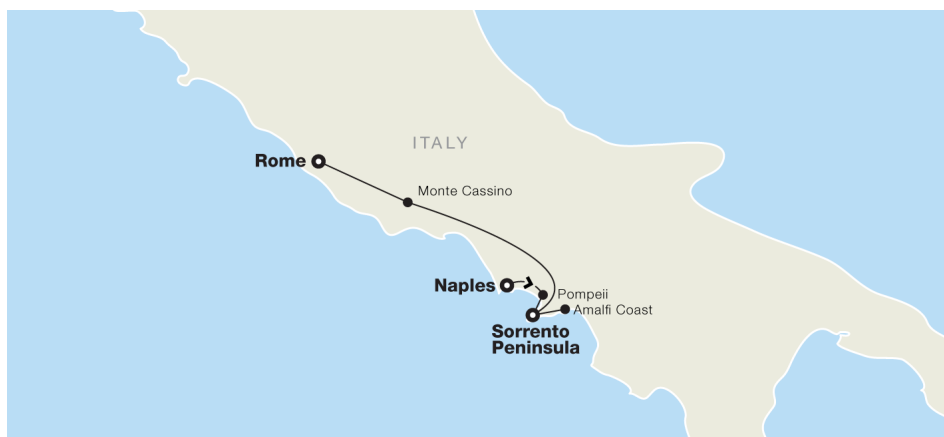 ITALY
Rome
Monte Cassino
Naples
Pompeii
Amalfi Coast
Sorrento
Peninsula